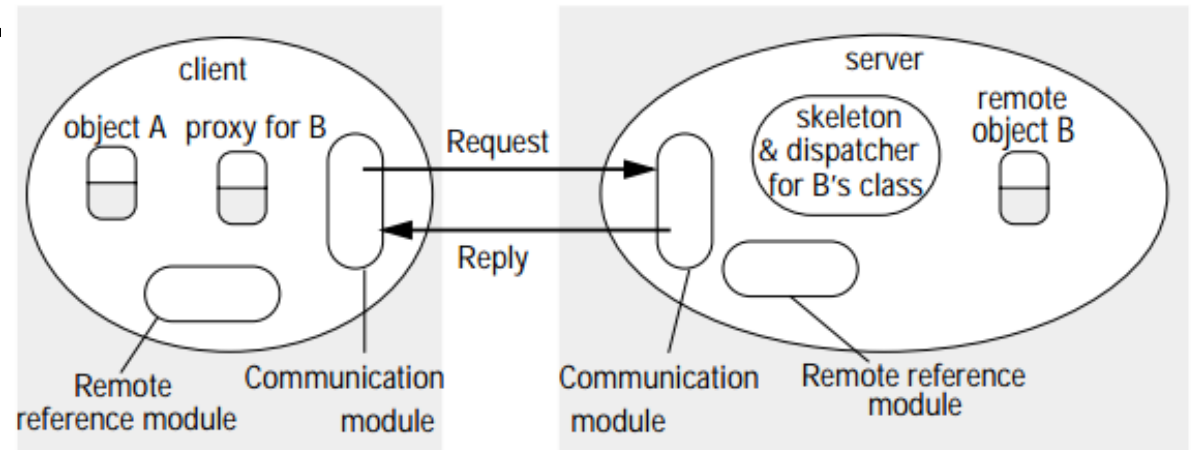 client
object A
proxy for B
Request
Reply
Remote
reference module
Communication
module
server
skeleton
& dispatcher
for B's class
remote
object B
Communication
module
Remote reference
module